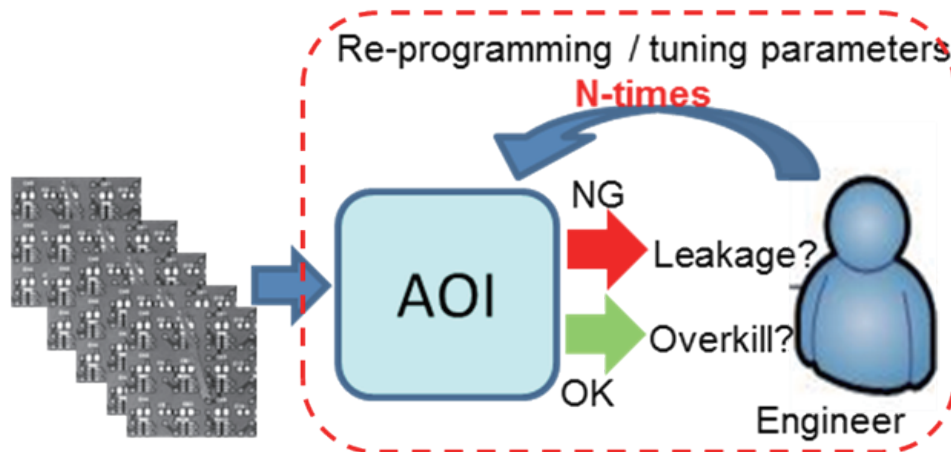 Re-programming / tuning parameters
N-times
NG
Leakage?
AOI
Overkill?
OK
Engineer